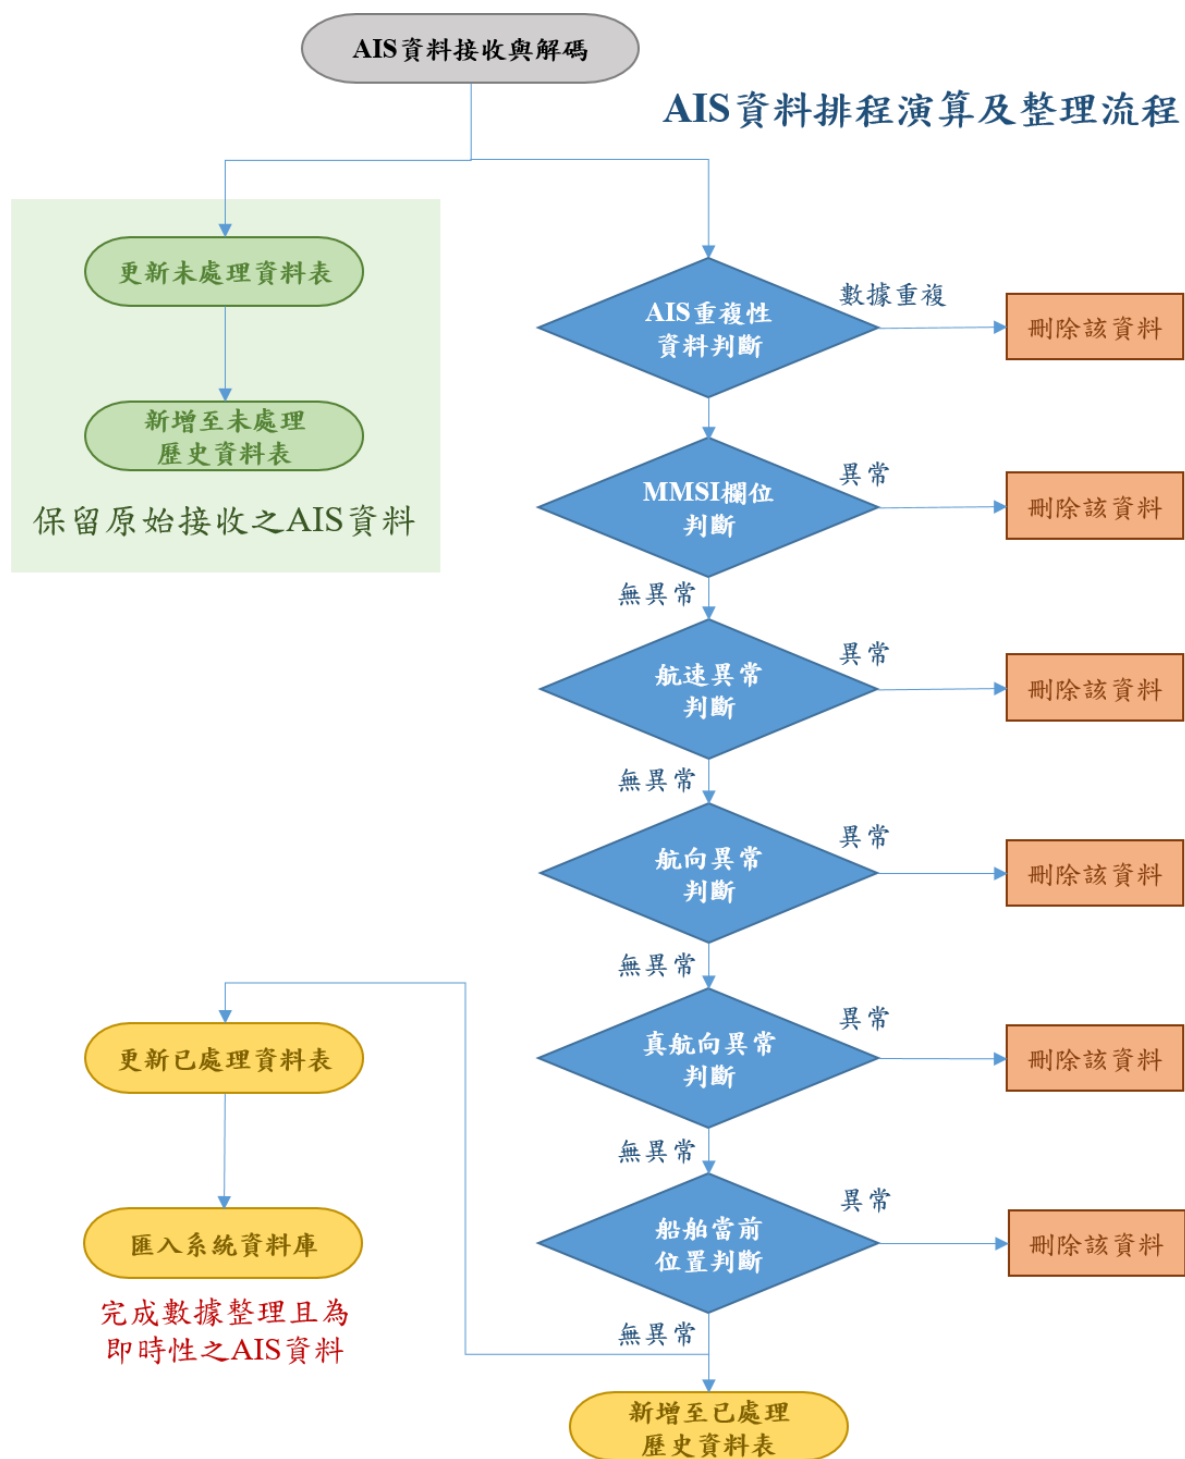 AIS資料接收與解碼
AIS資料排程演算及整理流程
更新未處理資料表
新增至未處理
歷史資料表
保留原始接收之AIS資料
AIS重複性
資料判斷
數據重複
刪除該資料
MMSI欄位
判斷
異常
刪除該資料
無異常
航速異常
判斷
異常
刪除該資料
無異常
航向異常
判斷
異常
刪除該資料
無異常
真航向異常
判斷
異常
刪除該資料
無異常
船舶當前
位置判斷
異常
刪除該資料
無異常
更新已處理資料表
匯入系統資料庫
完成數據整理且為
即時性之AIS資料
新增至已處理
歷史資料表